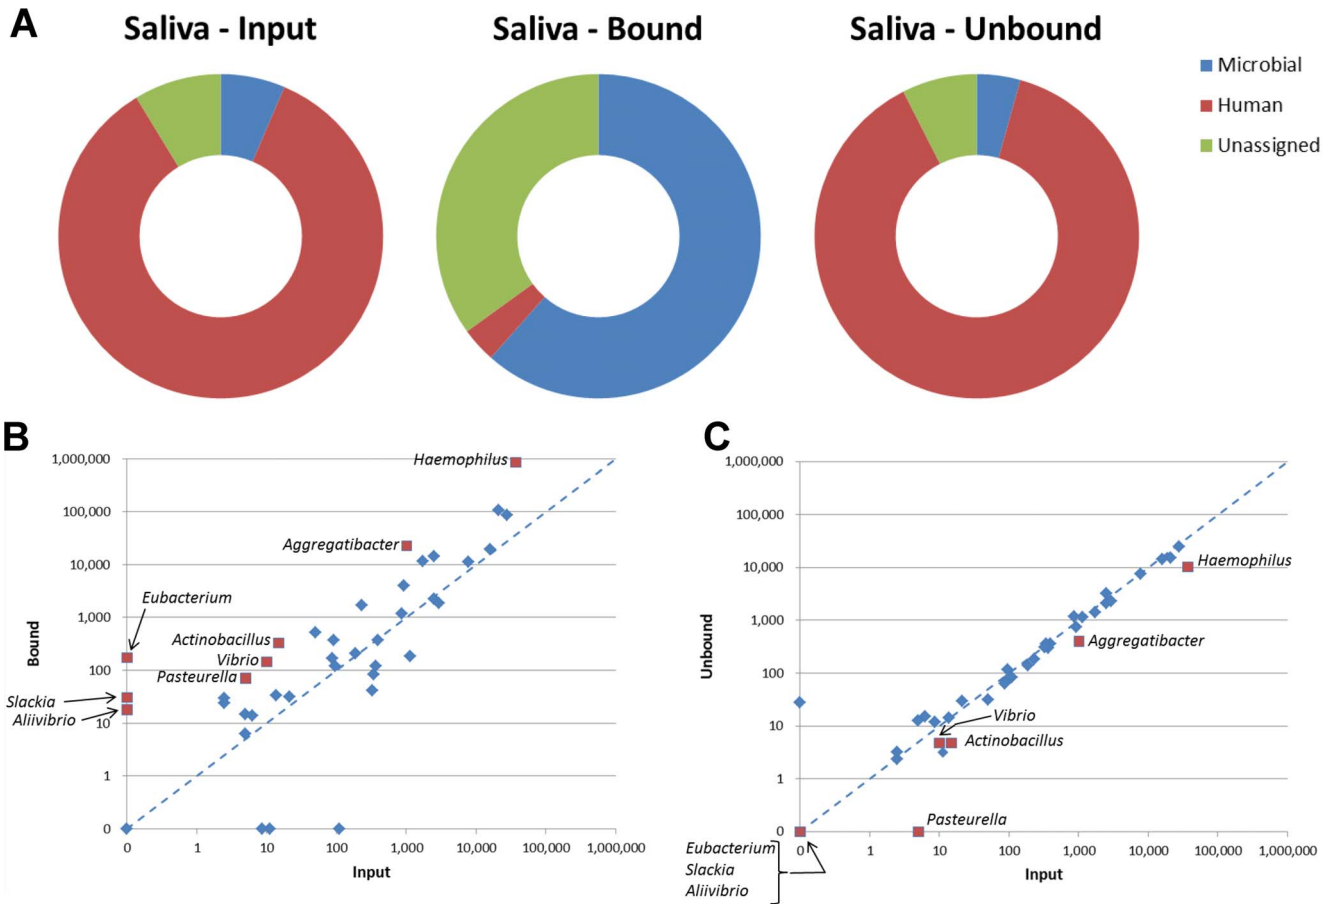 A
Saliva - Input
Saliva - Bound
Saliva - Unbound
Microbial
Human
Unassigned
B
1,000,000
100,000
10,000
1,000
100
10
1
0
Bound
Haemophilus
Aggregatibacter
Eubacterium
Actinobacillus
Vibrio
Pasteurella
Slackia
Aliivibrio
0 1 10 100 1,000 10,000 100,000 1,000,000
Input
C
1,000,000
100,000
10,000
1,000
100
10
1
0
Unbound
Haemophilus
Aggregatibacter
Vibrio
Actinobacillus
Pasteurella
0 1 10 100 1,000 10,000 100,000 1,000,000
Eubacterium
Slackia
Aliivibrio
Input